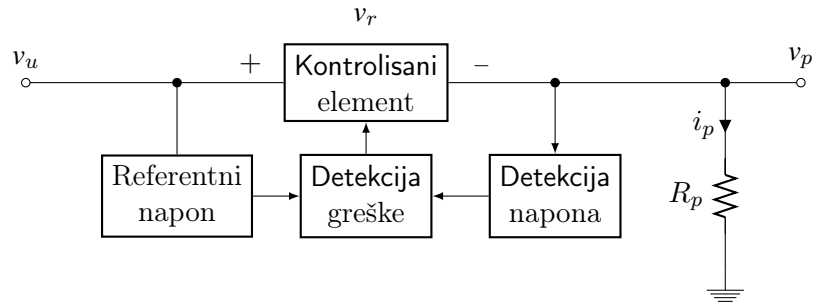 v_r
v_u
+
Kontrolisani
element
–
v_p
i_p
Referentni
napon
Detekcija
greške
Detekcija
napona
R_p